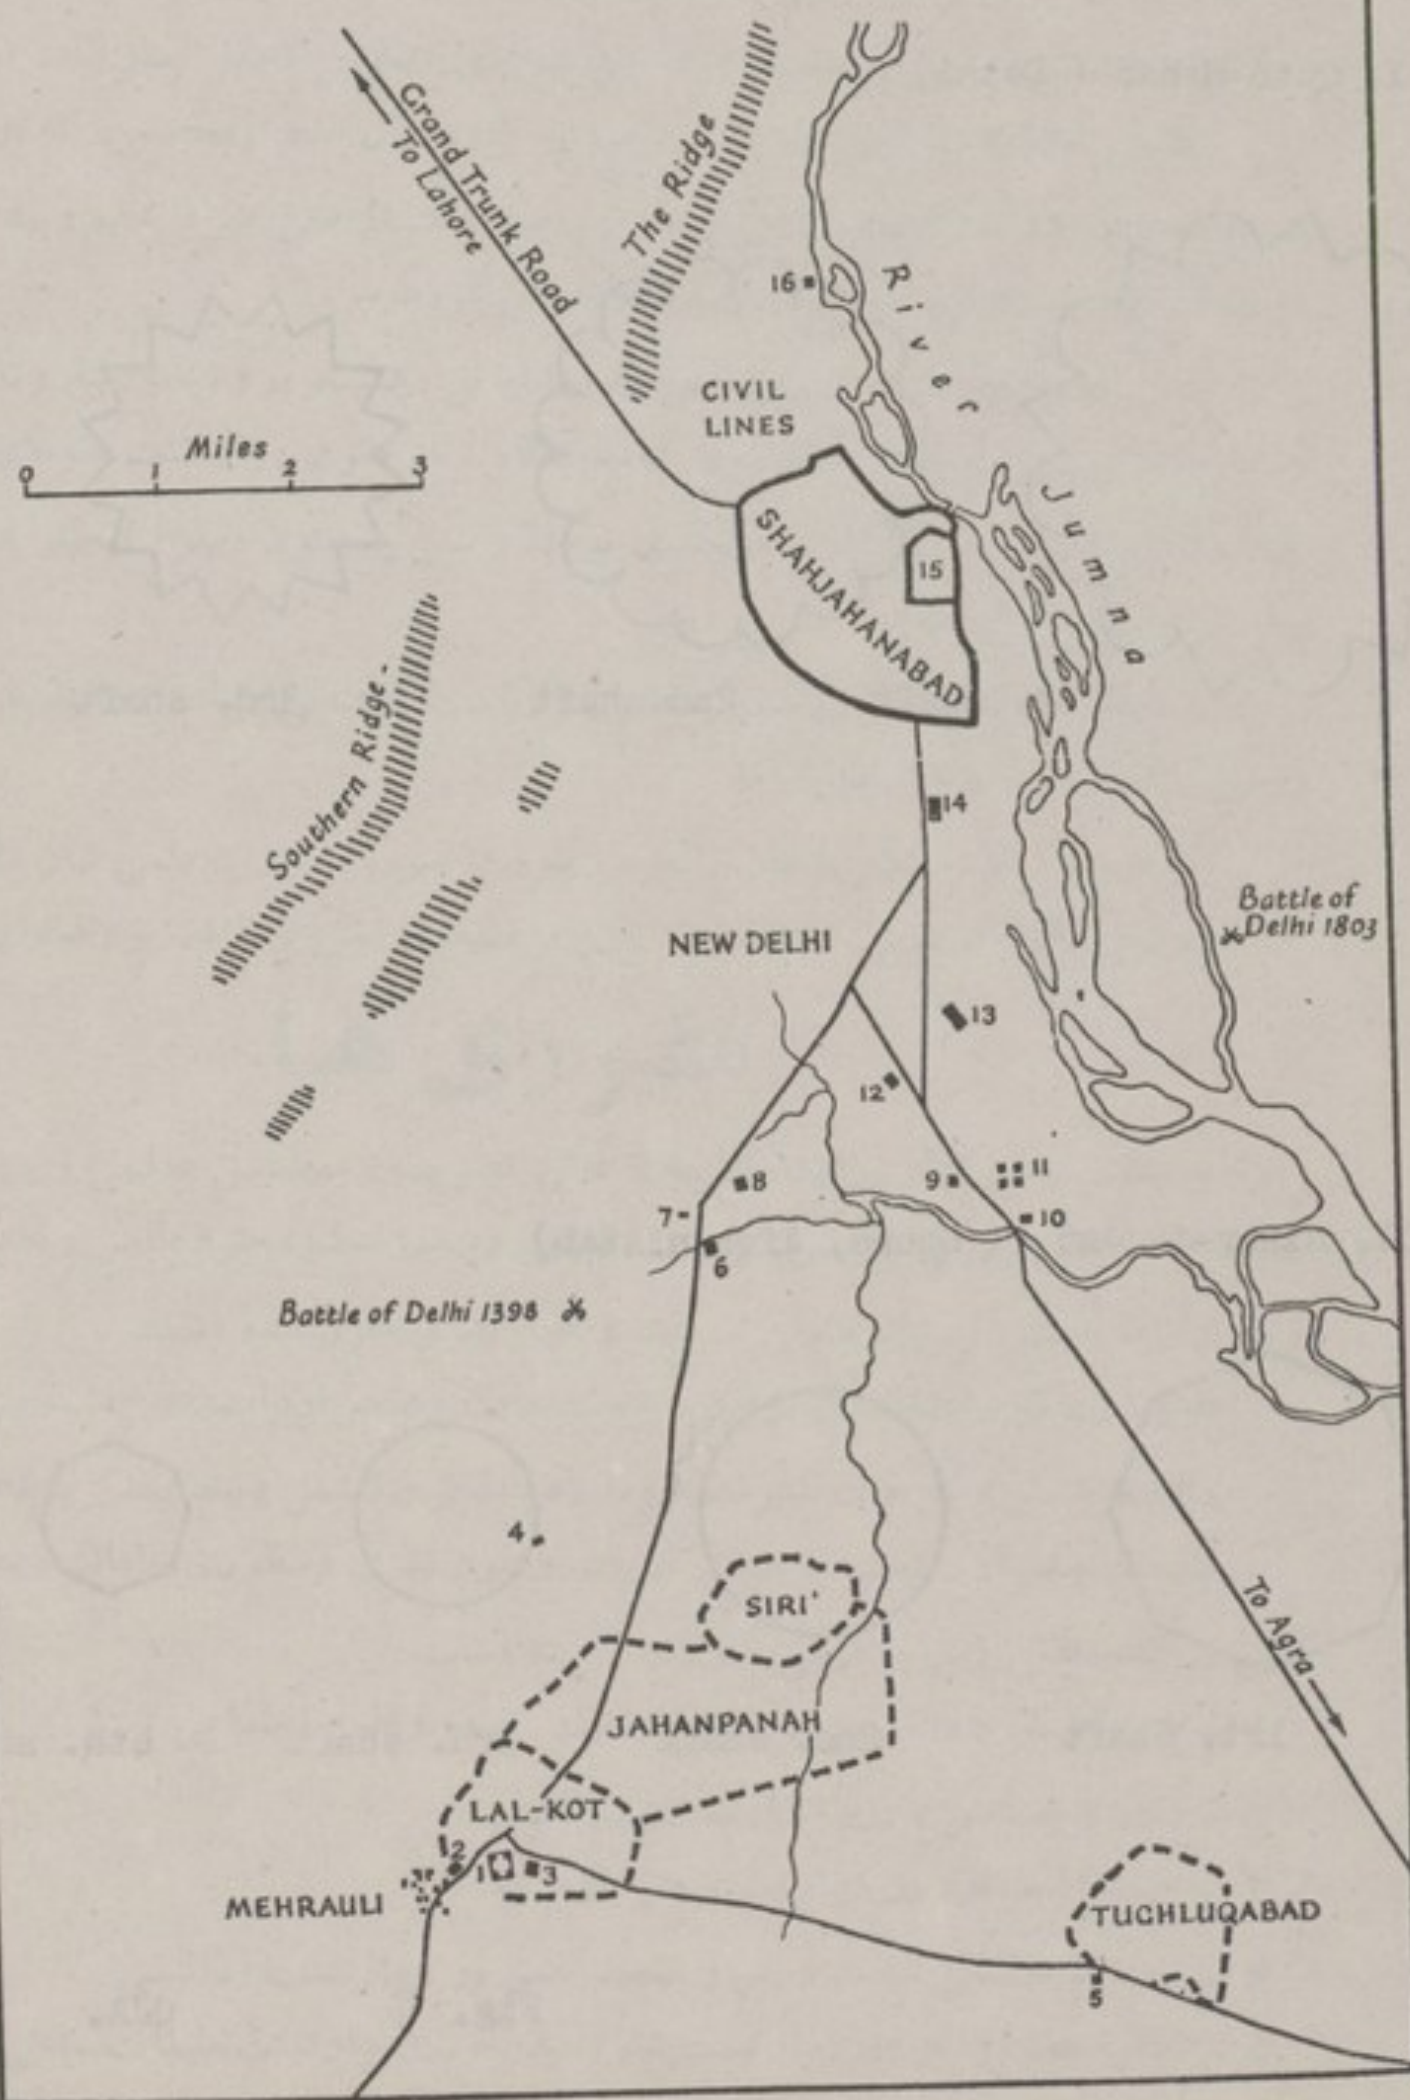 Grand Trunk Road
To Lahore
The Ridge
16
River Jumna
CIVIL
LINES
Miles
0 1 2 3
SHAHJAHANABAD
15
Southern Ridge
14
NEW DELHI
Battle of
Delhi 1803
13
12
8
9
11
7
10
6
Battle of Delhi 1398
4
SIRI
To Agra
JAHANPANAH
LAL-KOT
2
1
3
MEHRAULI
TUGHLUQABAD
5